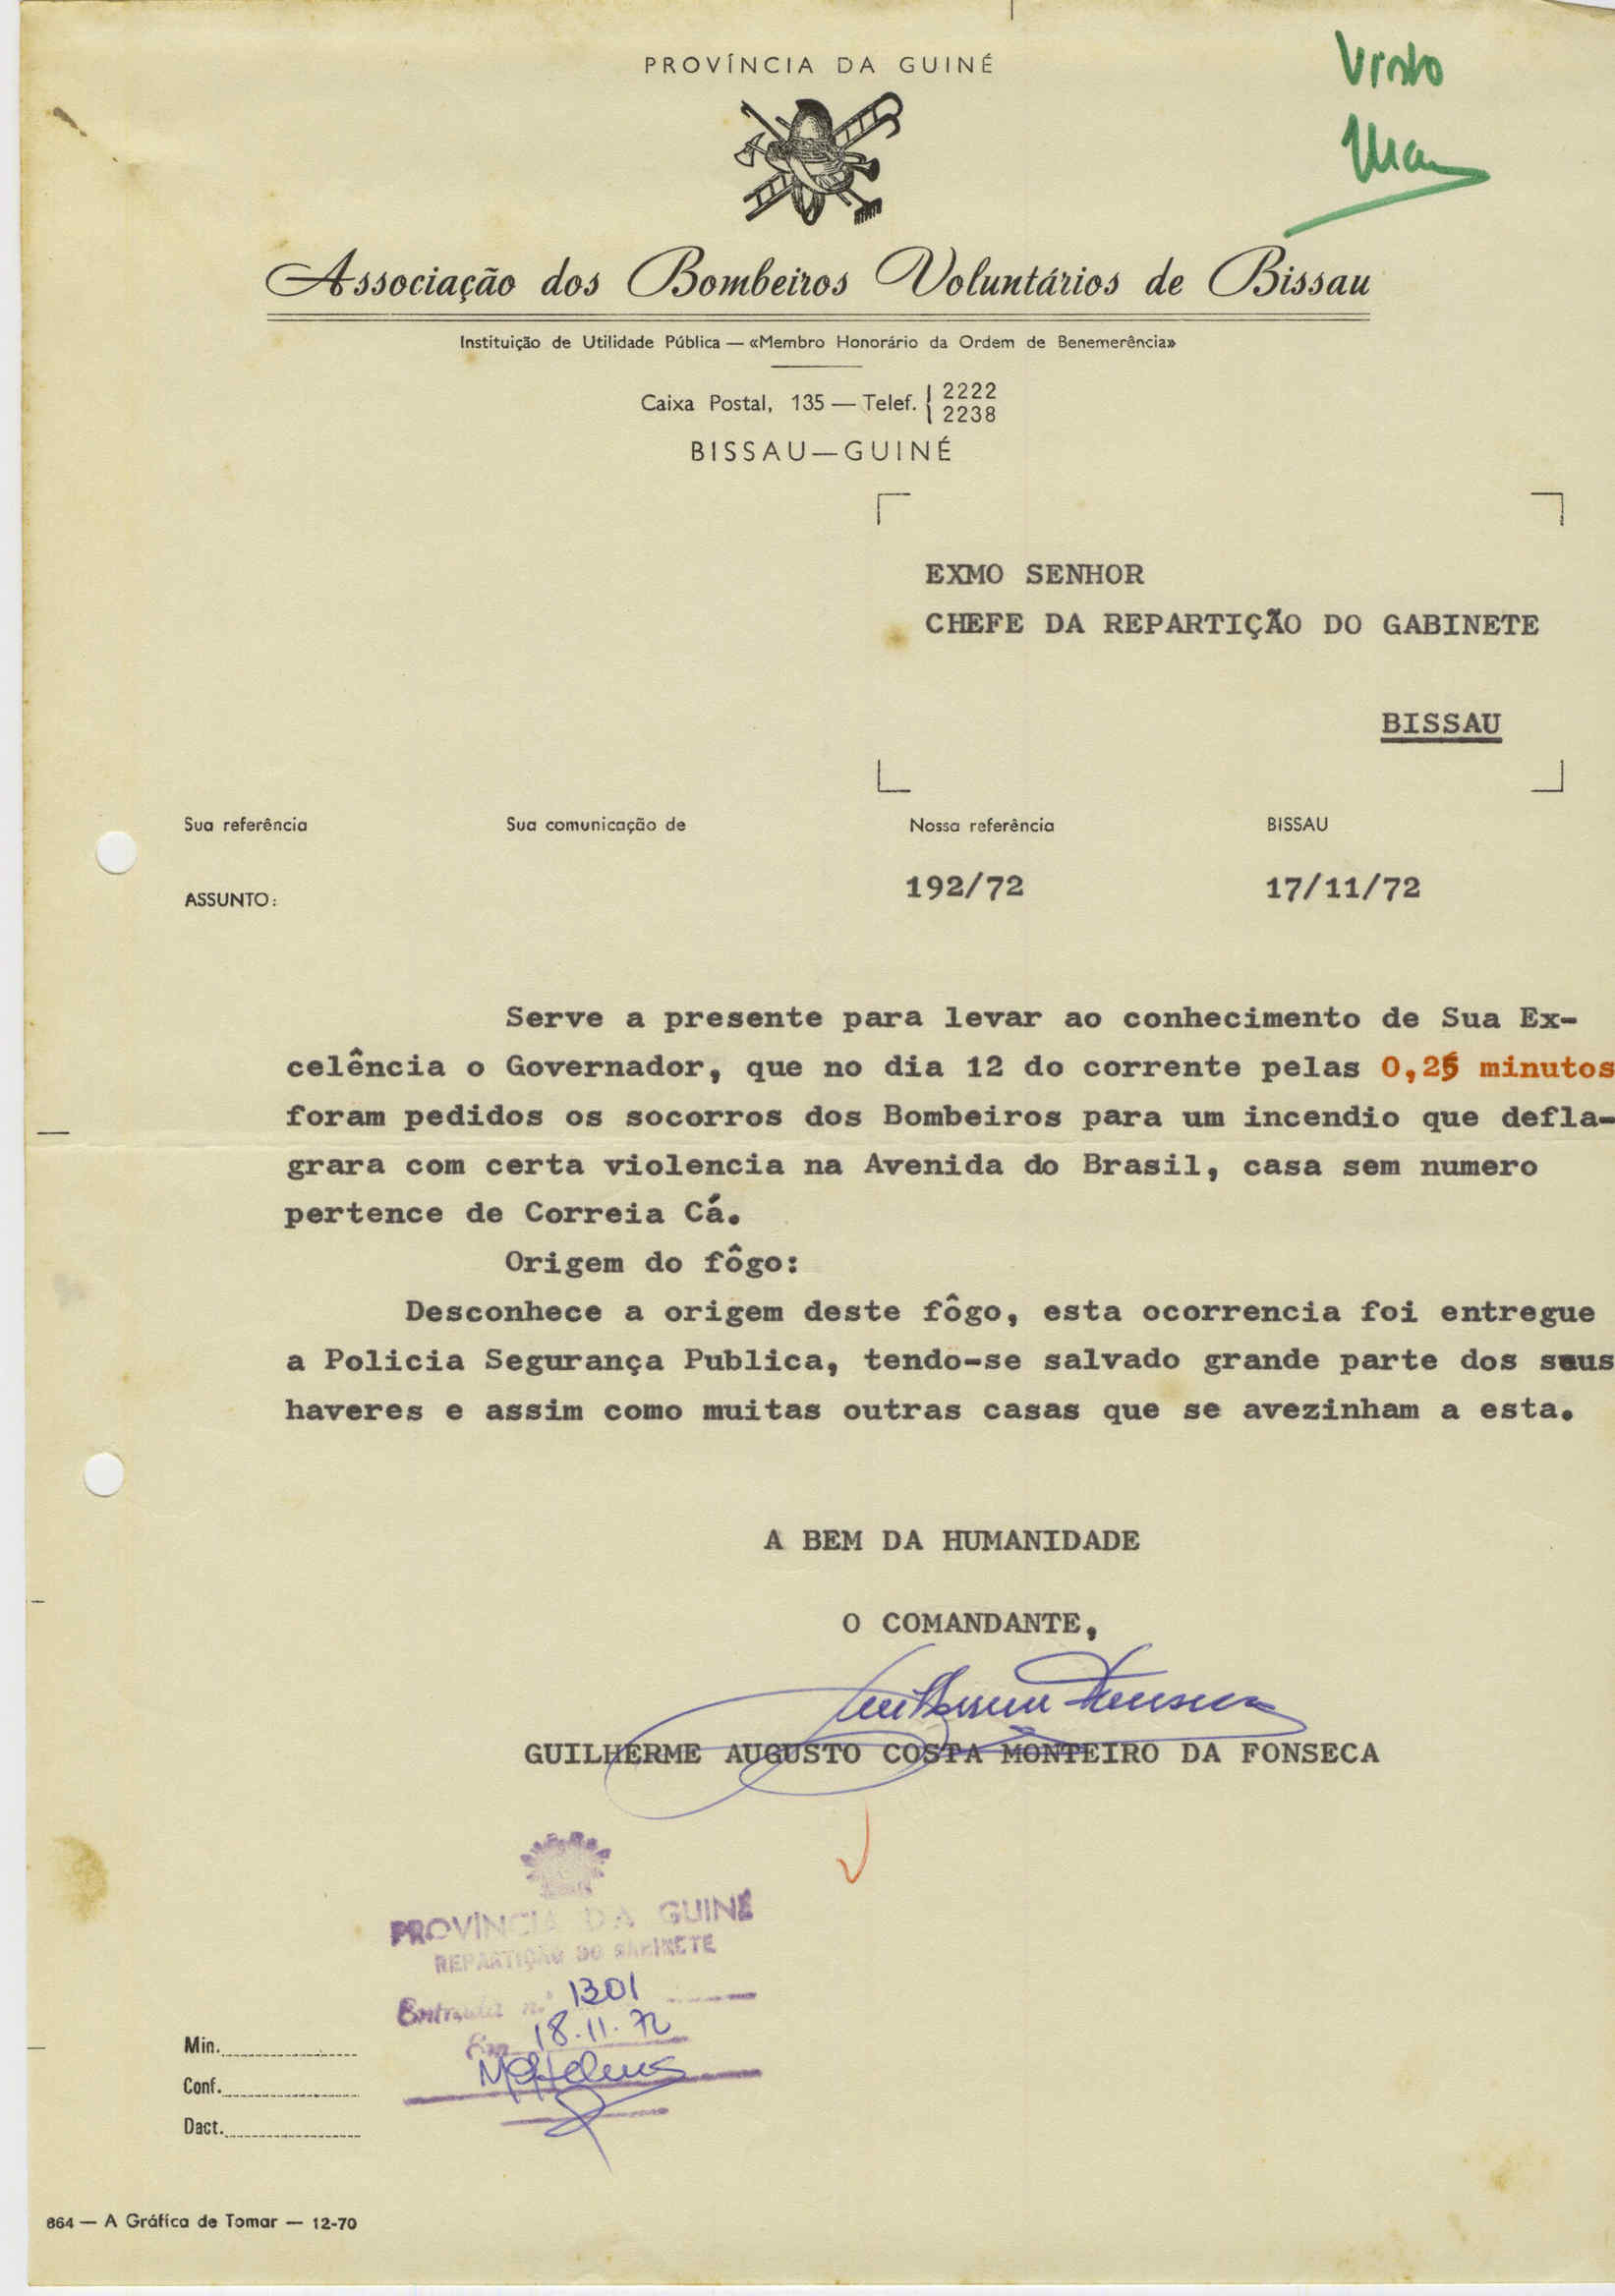 PROVÍNCIA DA GUINÉ
Visto
Associação dos Bombeiros Voluntários de Bissau
Instituição de Utilidade Pública — «Membro Honorário da Ordem de Benemerência»
Caixa Postal, 135 — Telef. 2222
2238
BISSAU—GUINÉ
EXMO SENHOR
CHEFE DA REPARTIÇÃO DO GABINETE
BISSAU
Sua referência Sua comunicação de Nossa referência BISSAU
192/72 17/11/72
ASSUNTO:
Serve a presente para levar ao conhecimento de Sua Ex-
celência o Governador, que no dia 12 do corrente pelas 0,25 minutos
foram pedidos os socorros dos Bombeiros para um incendio que defla-
grara com certa violencia na Avenida do Brasil, casa sem numero
pertence de Correia Cá.
Origem do fôgo:
Desconhece a origem deste fôgo, esta ocorrencia foi entregue
a Policia Segurança Publica, tendo-se salvado grande parte dos seus
haveres e assim como muitas outras casas que se avezinham a esta.
A BEM DA HUMANIDADE
O COMANDANTE,
Guilherme Fonseca
GUILHERME AUGUSTO COSTA MONTEIRO DA FONSECA
PROVÍNCIA DA GUINÉ
REPARTIÇÃO DO GABINETE
Entrada n.º 1301
Em 18.11.72
Min.
Conf.
Dact.
864 — A Gráfica de Tomar — 12-70